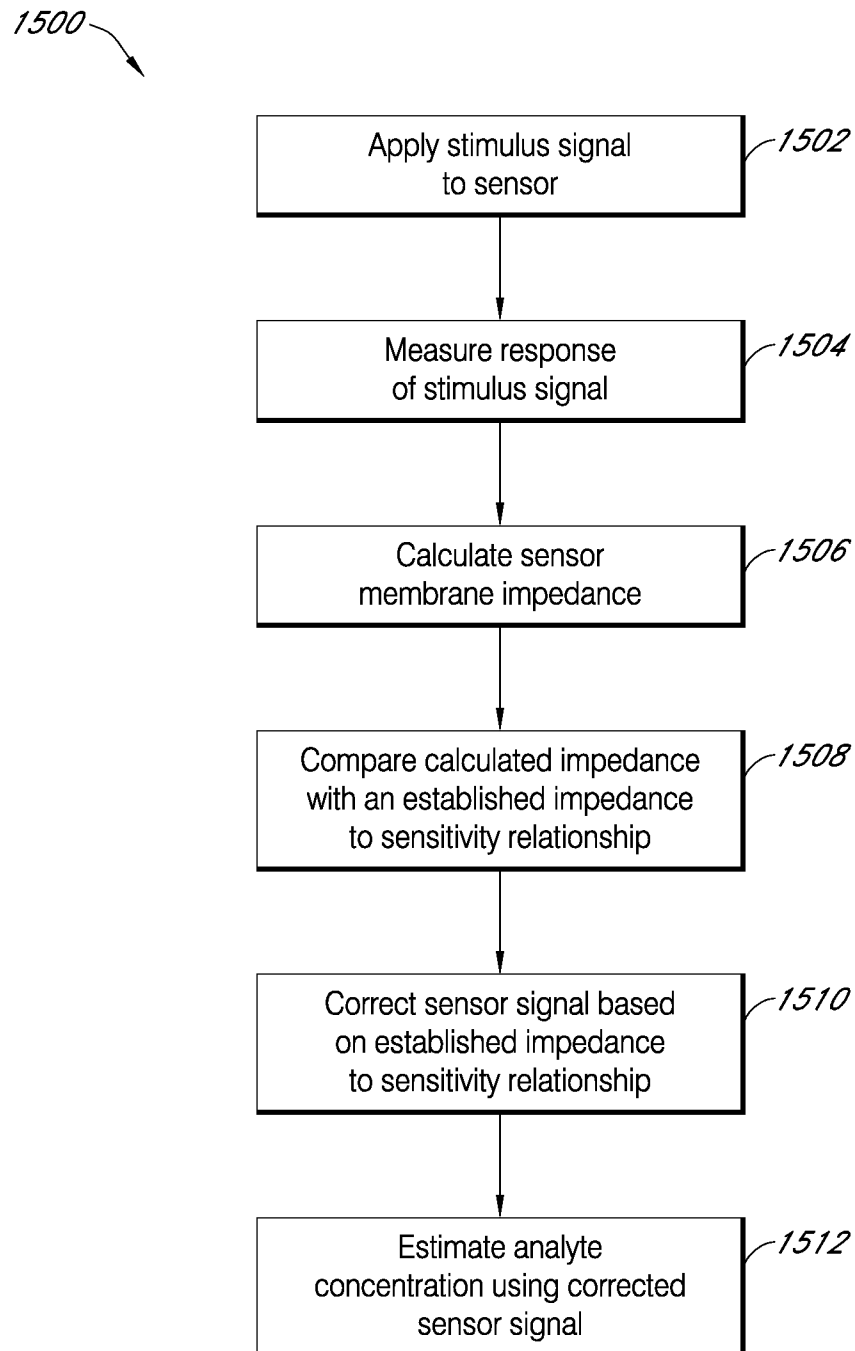 1500
Apply stimulus signal
to sensor
1502
Measure response
of stimulus signal
1504
Calculate sensor
membrane impedance
1506
Compare calculated impedance
with an established impedance
to sensitivity relationship
1508
Correct sensor signal based
on established impedance
to sensitivity relationship
1510
Estimate analyte
concentration using corrected
sensor signal
1512